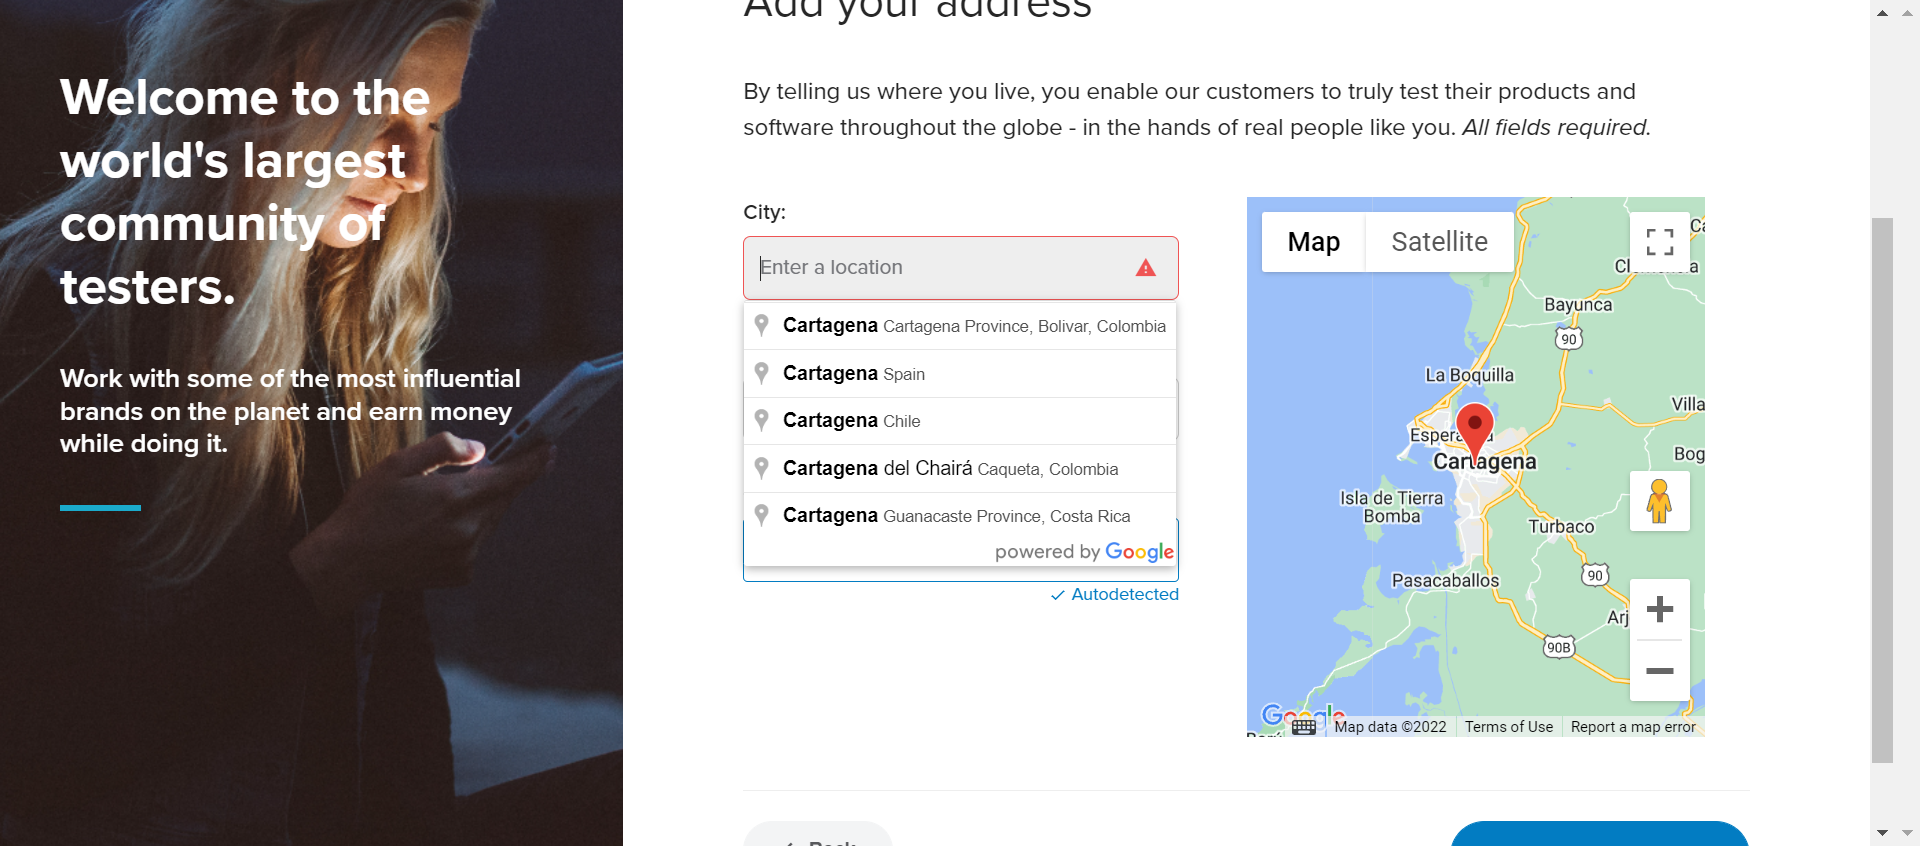 Welcome to the
world's largest
community of
testers.
Work with some of the most influential
brands on the planet and earn money
while doing it.
Add your address
By telling us where you live, you enable our customers to truly test their products and
software throughout the globe - in the hands of real people like you. All fields required.
City:
Enter a location
Cartagena Cartagena Province, Bolivar, Colombia
Cartagena Spain
Cartagena Chile
Cartagena del Chairá Caqueta, Colombia
Cartagena Guanacaste Province, Costa Rica
powered by Google
Autodetected
Map
Satellite
Bayunca
90
La Boquilla
Villa
Cartagena
Bog
Isla de Tierra
Bomba
Turbaco
Pasacaballos
90
Arj
90B
Google
Map data ©2022
Terms of Use
Report a map error
Back